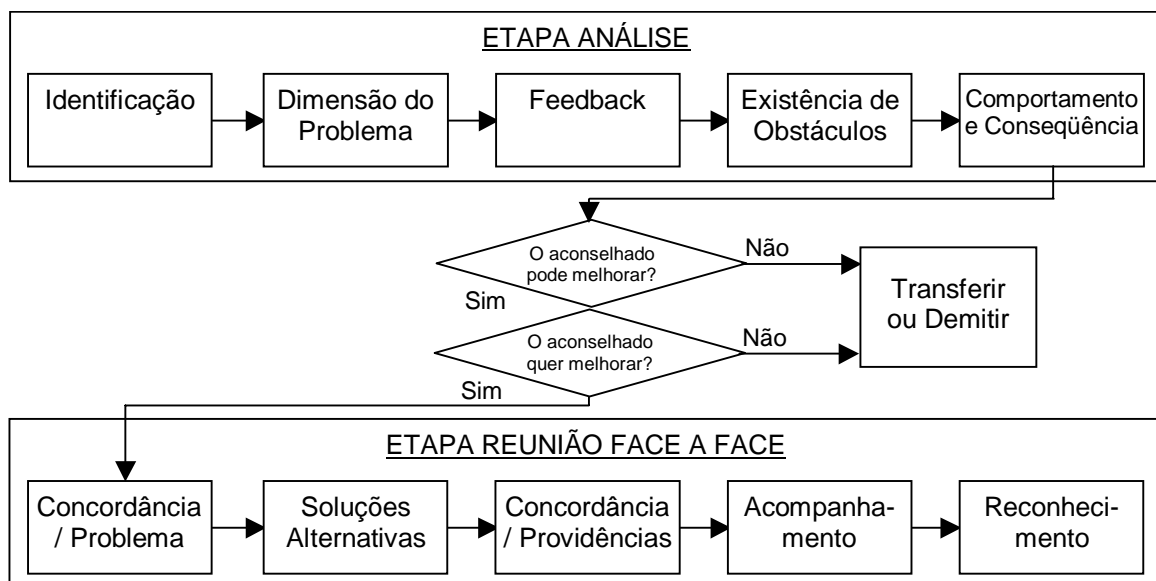 ETAPA ANÁLISE
Identificação
Dimensão do
Problema
Feedback
Existência de
Obstáculos
Comportamento
e Conseqüência
O aconselhado
pode melhorar?
Não
Sim
Transferir
ou Demitir
O aconselhado
quer melhorar?
Não
Sim
ETAPA REUNIÃO FACE A FACE
Concordância
/ Problema
Soluções
Alternativas
Concordância
/ Providências
Acompanha-
mento
Reconheci-
mento